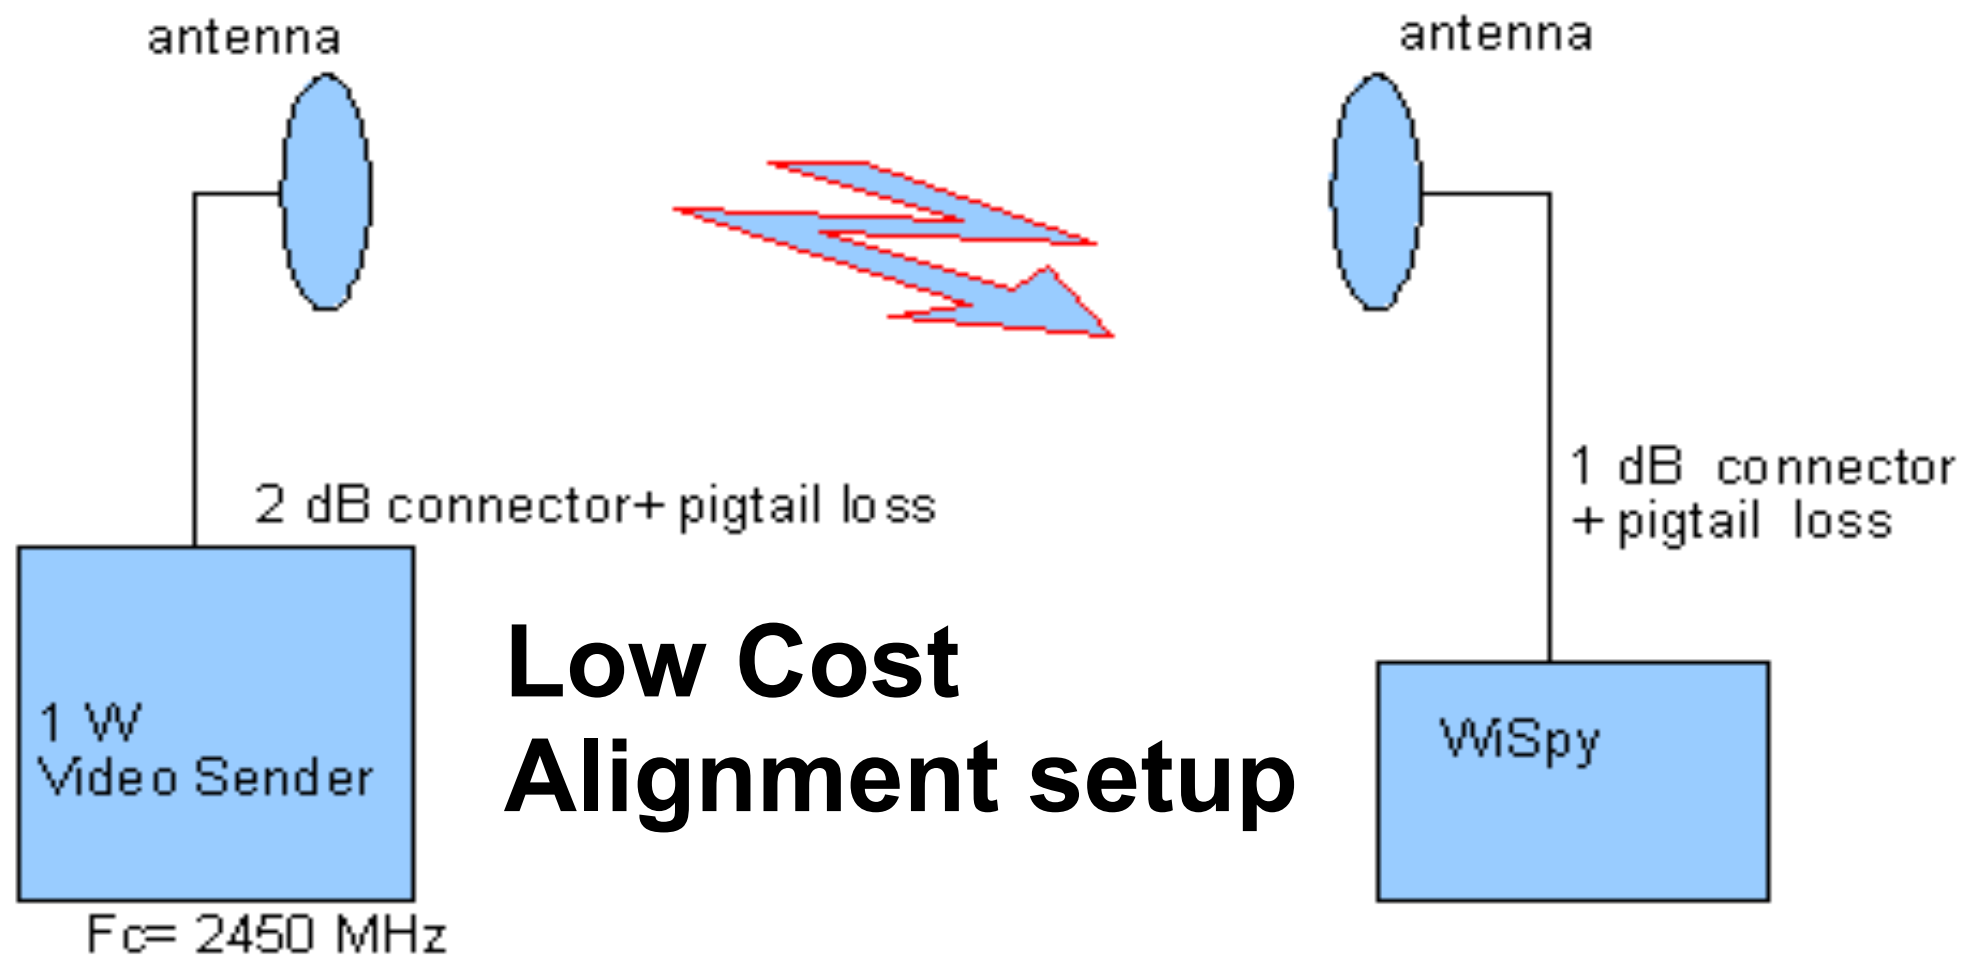 antenna
antenna
2 dB connector+ pigtail loss
1 dB connector
+ pigtail loss
Low Cost
Alignment setup
1 W
Video Sender
WiSpy
Fc= 2450 MHz